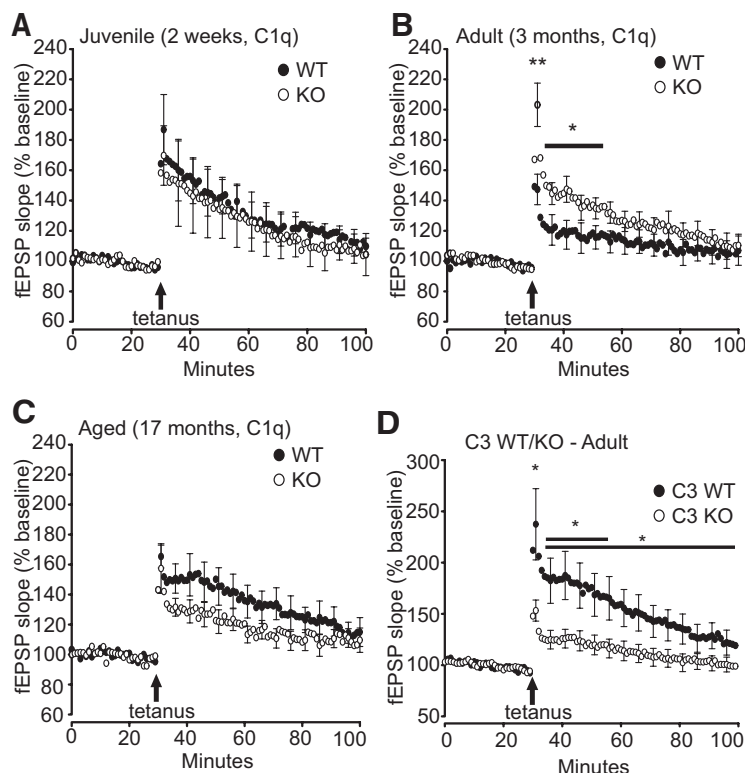 A
Juvenile (2 weeks, C1q)
WT
KO
fEPSP slope (% baseline)
240
220
200
180
160
140
120
100
80
60
tetanus
0 20 40 60 80 100
Minutes
B
Adult (3 months, C1q)
WT
KO
**
*
fEPSP slope (% baseline)
240
220
200
180
160
140
120
100
80
60
tetanus
0 20 40 60 80 100
Minutes
C
Aged (17 months, C1q)
WT
KO
fEPSP slope (% baseline)
240
220
200
180
160
140
120
100
80
60
tetanus
0 20 40 60 80 100
Minutes
D
C3 WT/KO - Adult
C3 WT
C3 KO
*
*
*
fEPSP slope (% baseline)
300
250
200
150
100
50
tetanus
0 20 40 60 80 100
Minutes